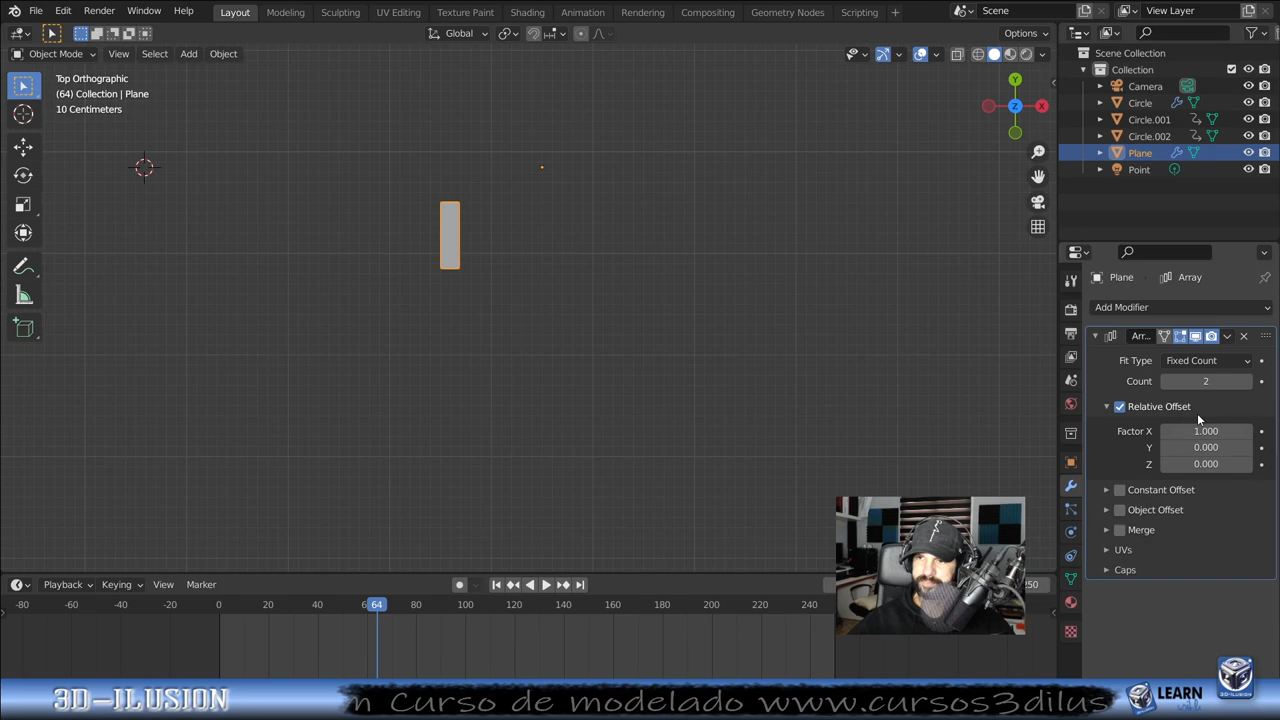 File Edit Render Window Help Layout Modeling Sculpting UV Editing Texture Paint Shading Animation Rendering Compositing Geometry Nodes Scripting + Scene View Layer
Global Options
Object Mode View Select Add Object
Top Orthographic
(64) Collection | Plane
10 Centimeters
Y
X
Z
Scene Collection
Collection
Camera
Circle
Circle.001
Circle.002
Plane
Point
Plane Array
Add Modifier
Arr...
Fit Type Fixed Count
Count 2
Relative Offset
Factor X 1.000
Y 0.000
Z 0.000
Constant Offset
Object Offset
Merge
UVs
Caps
Playback Keying View Marker 250
-80 -60 -40 -20 0 20 40 6 64 80 100 120 140 160 180 200 220 240
3D-ILUSION n Curso de modelado www.cursos3dilus LEARN